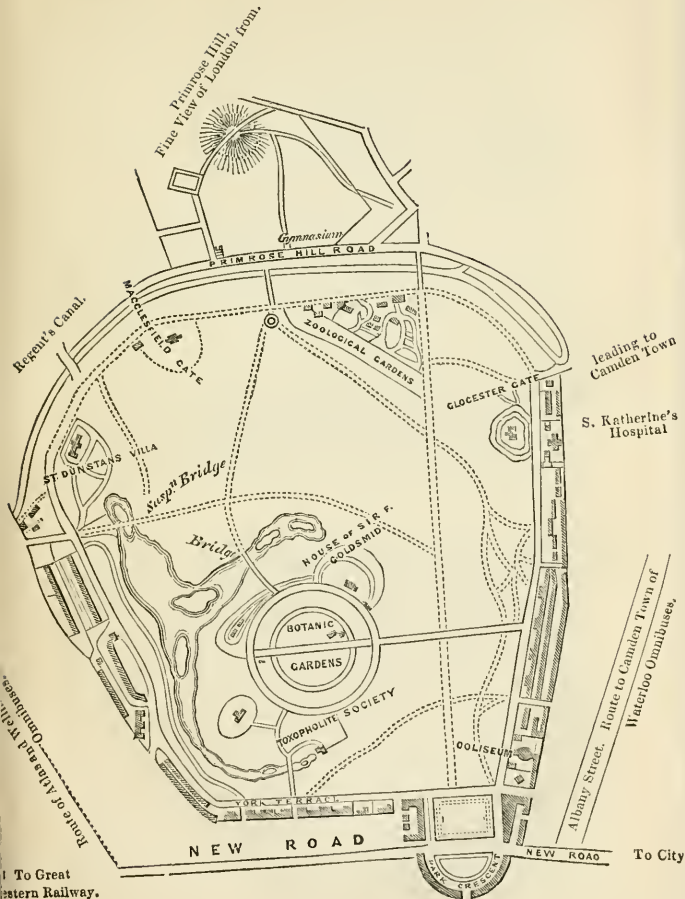 Primrose Hill,
Fine View of London from.
Gymnasium
PRIMROSE HILL ROAD
Regent's Canal.
MACCLESFIELD GATE
ZOOLOGICAL GARDENS
leading to
Camden Town
GLOCESTER GATE
S. Katherine's
Hospital
ST. DUNSTANS VILLA
Suspn. Bridge
Bridge
HOUSE OF SIR F.
GOLDSMID
BOTANIC
GARDENS
TOXOPHOLITE SOCIETY
COLISEUM
Albany Street. Route to Camden Town of
Waterloo Omnibuses.
Route of Atlas and
Omnibuses.
YORK TERRACE
NEW ROAD
PARK CRESCENT
NEW ROAD
To City
To Great
estern Railway.